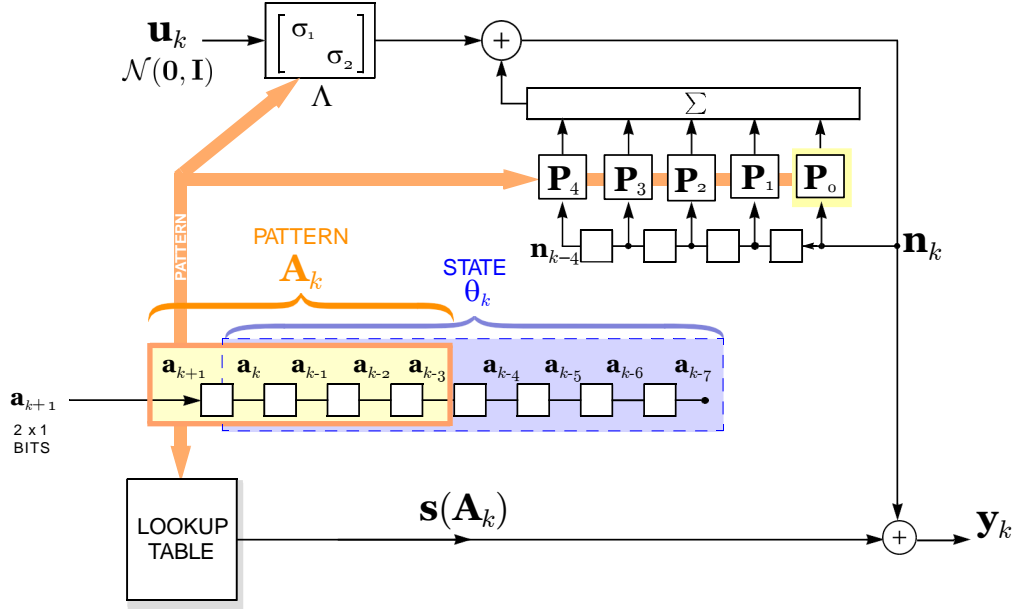 u_k
𝒩(0, I)
σ₁
σ₂
Λ
+
Σ
P₄ P₃ P₂ P₁ P₀
n_{k−4}
n_k
PATTERN
PATTERN
A_k
STATE
θ_k
a_{k+1} a_k a_{k-1} a_{k-2} a_{k-3} a_{k-4} a_{k-5} a_{k-6} a_{k-7}
a_{k+1}
2 x 1
BITS
LOOKUP
TABLE
s(A_k)
+
y_k